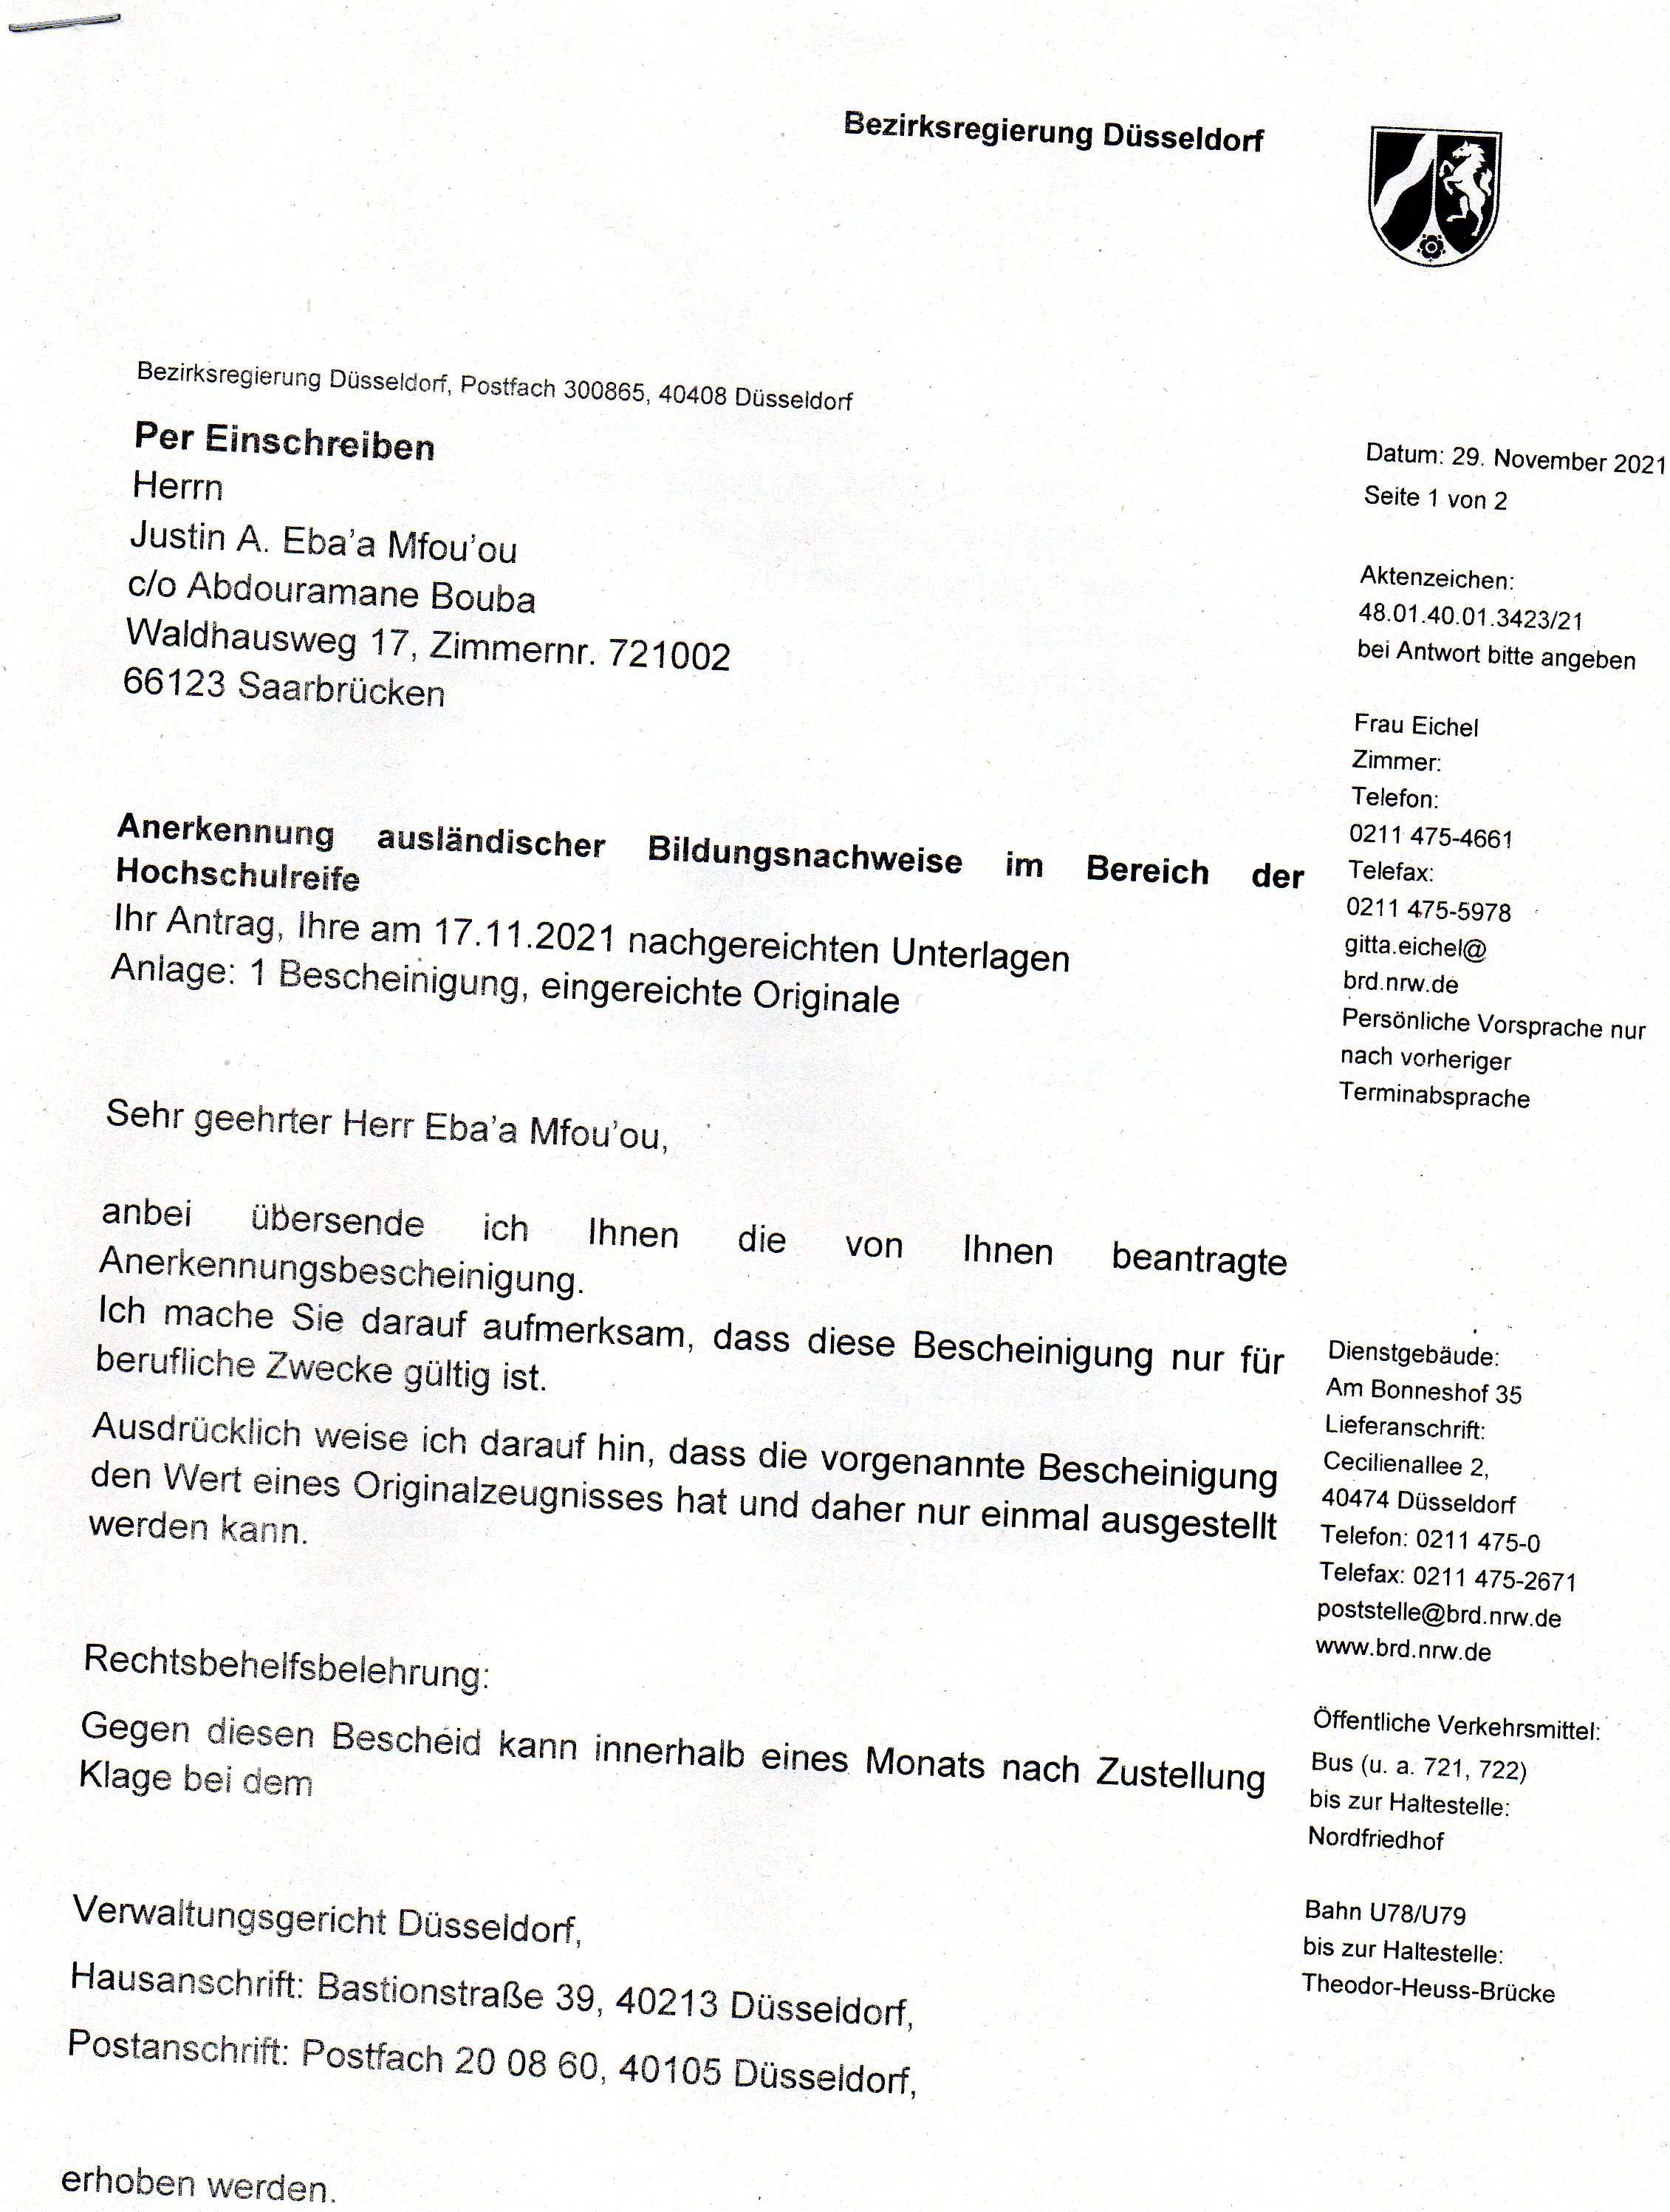 Bezirksregierung Düsseldorf
Bezirksregierung Düsseldorf, Postfach 300865, 40408 Düsseldorf
Per Einschreiben
Herrn
Justin A. Eba'a Mfou'ou
c/o Abdouramane Bouba
Waldhausweg 17, Zimmernr. 721002
66123 Saarbrücken
Datum: 29. November 2021
Seite 1 von 2
Aktenzeichen:
48.01.40.01.3423/21
bei Antwort bitte angeben
Frau Eichel
Zimmer:
Telefon:
0211 475-4661
Telefax:
0211 475-5978
gitta.eichel@
brd.nrw.de
Persönliche Vorsprache nur
nach vorheriger
Terminabsprache
Anerkennung ausländischer Bildungsnachweise im Bereich der
Hochschulreife
Ihr Antrag, Ihre am 17.11.2021 nachgereichten Unterlagen
Anlage: 1 Bescheinigung, eingereichte Originale
Sehr geehrter Herr Eba'a Mfou'ou,
anbei übersende ich Ihnen die von Ihnen beantragte
Anerkennungsbescheinigung.
Ich mache Sie darauf aufmerksam, dass diese Bescheinigung nur für
berufliche Zwecke gültig ist.
Ausdrücklich weise ich darauf hin, dass die vorgenannte Bescheinigung
den Wert eines Originalzeugnisses hat und daher nur einmal ausgestellt
werden kann.
Rechtsbehelfsbelehrung:
Gegen diesen Bescheid kann innerhalb eines Monats nach Zustellung
Klage bei dem
Verwaltungsgericht Düsseldorf,
Hausanschrift: Bastionstraße 39, 40213 Düsseldorf,
Postanschrift: Postfach 20 08 60, 40105 Düsseldorf,
erhoben werden.
Dienstgebäude:
Am Bonneshof 35
Lieferanschrift:
Cecilienallee 2,
40474 Düsseldorf
Telefon: 0211 475-0
Telefax: 0211 475-2671
poststelle@brd.nrw.de
www.brd.nrw.de
Öffentliche Verkehrsmittel:
Bus (u. a. 721, 722)
bis zur Haltestelle:
Nordfriedhof
Bahn U78/U79
bis zur Haltestelle:
Theodor-Heuss-Brücke